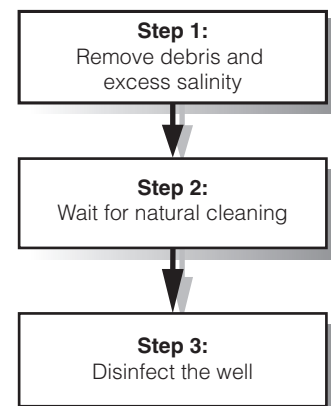 Step 1:
Remove debris and
excess salinity
Step 2:
Wait for natural cleaning
Step 3:
Disinfect the well